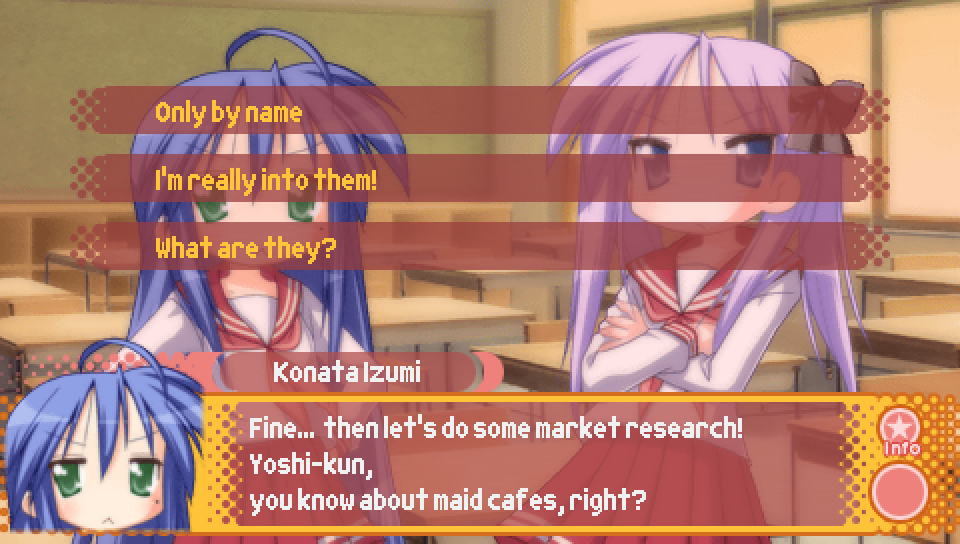 Only by name
I'm really into them!
What are they?
Konata Izumi
Fine... then let's do some market research!
Yoshi-kun,
you know about maid cafes, right?
Info